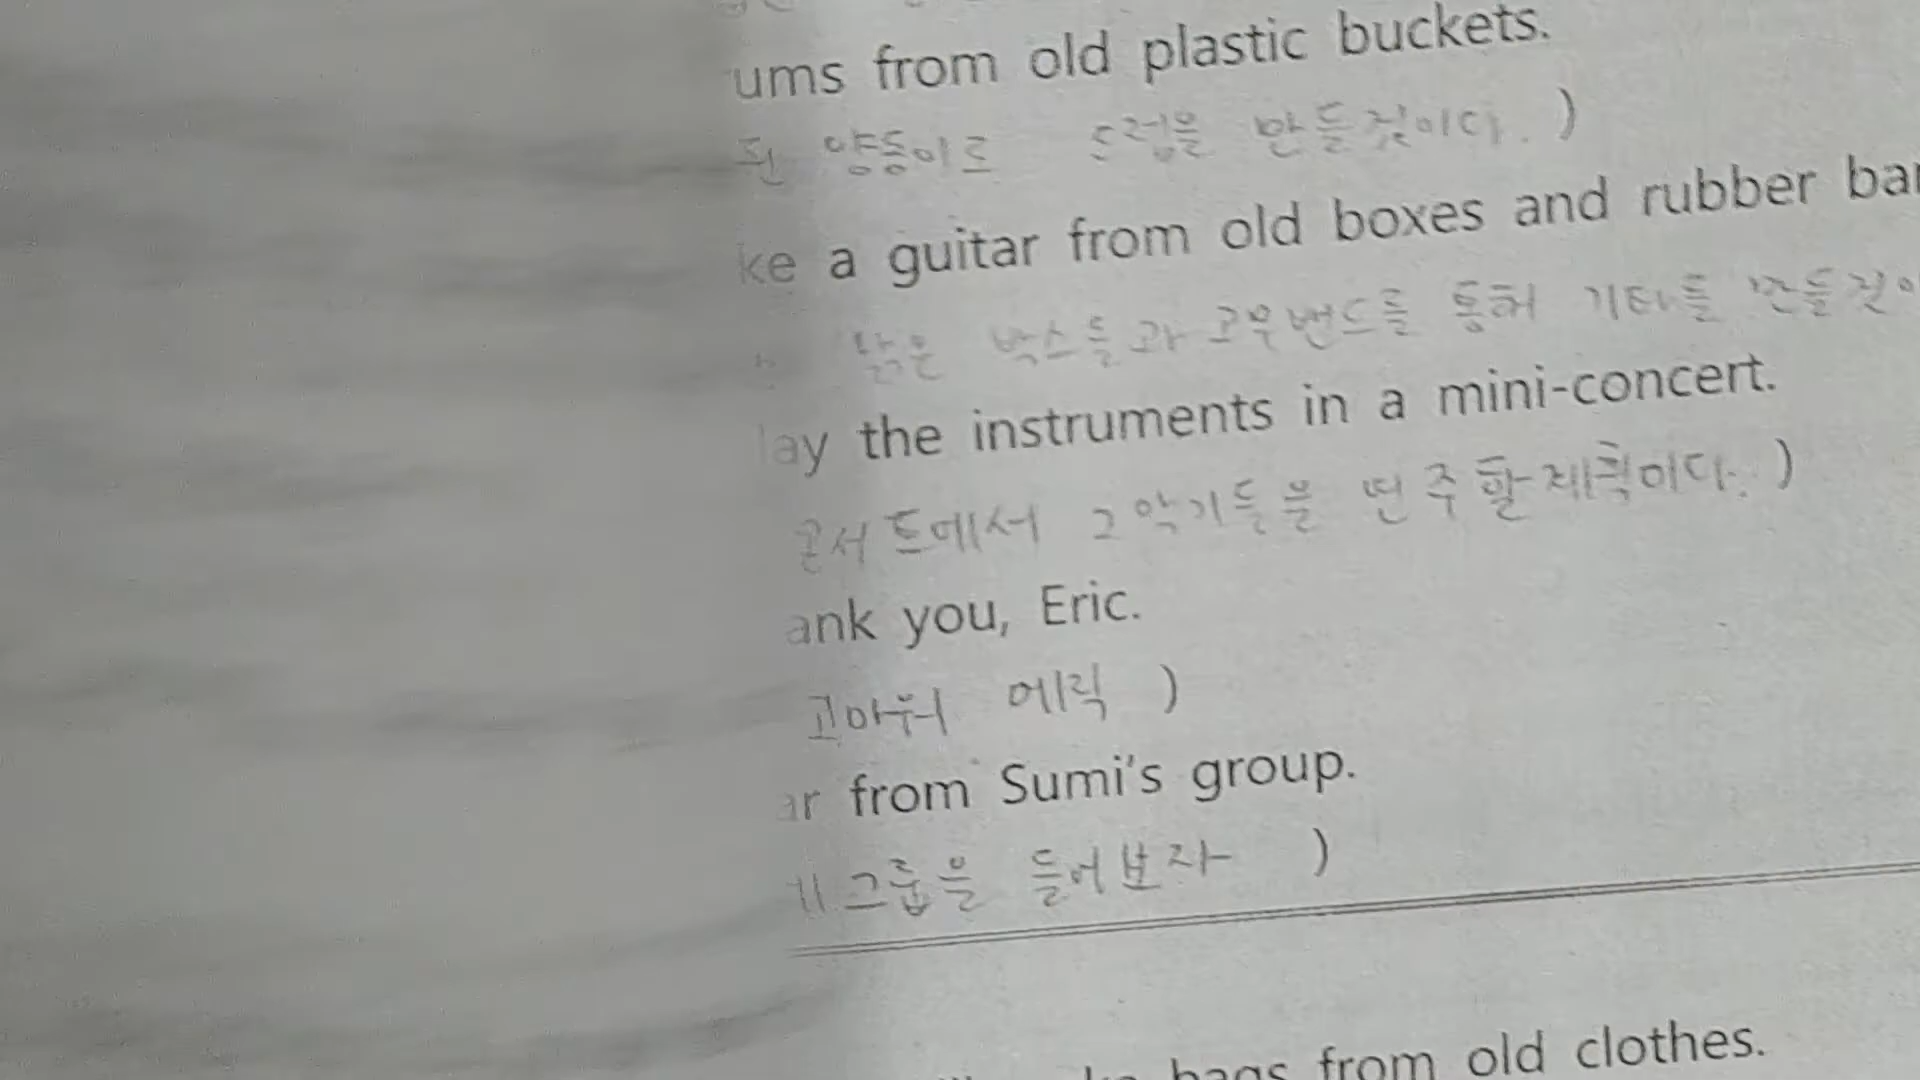 ums from old plastic buckets.
된 양동이로 드럼을 만들것이다. )
ke a guitar from old boxes and rubber
낡은 박스들과 고무밴드를 통해 기타를 만들것이
lay the instruments in a mini-concert.
콘서트에서 그 악기들을 연주할계획이다. )
ank you, Eric.
고마워 에릭 )
ar from Sumi's group.
그룹을 들어보자 )
bags from old clothes.